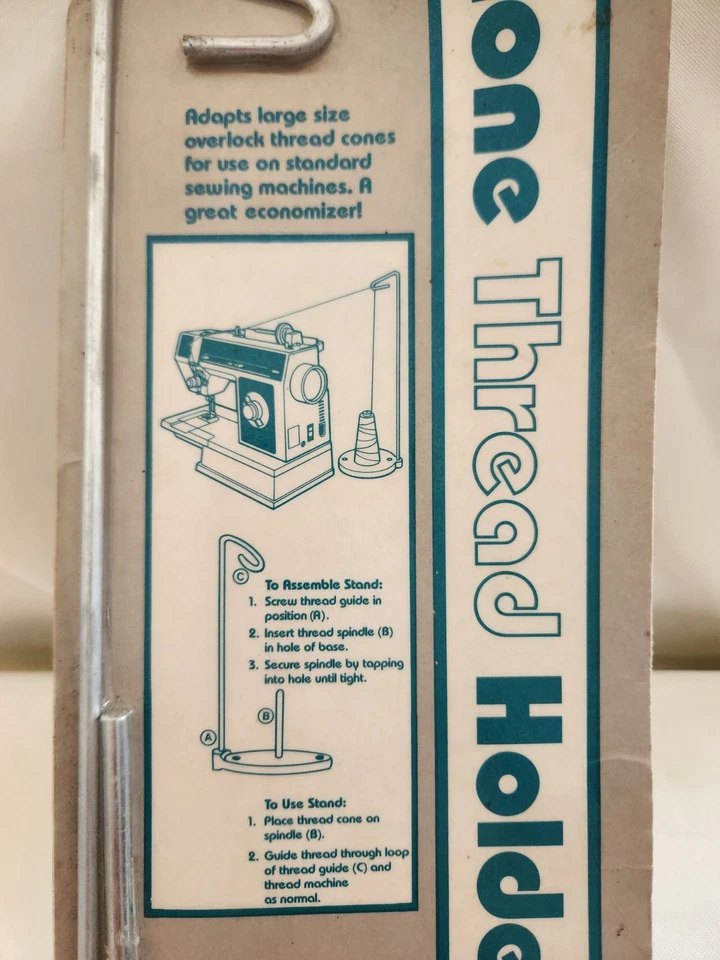 Adapts large size
overlock thread cones
for use on standard
sewing machines. A
great economizer!
C
To Assemble Stand:
1. Screw thread guide in
position (A).
2. Insert thread spindle (B)
in hole of base.
3. Secure spindle by tapping
into hole until tight.
B
A
To Use Stand:
1. Place thread cone on
spindle (B).
2. Guide thread through loop
of thread guide (C) and
thread machine
as normal.
one Thread Holde